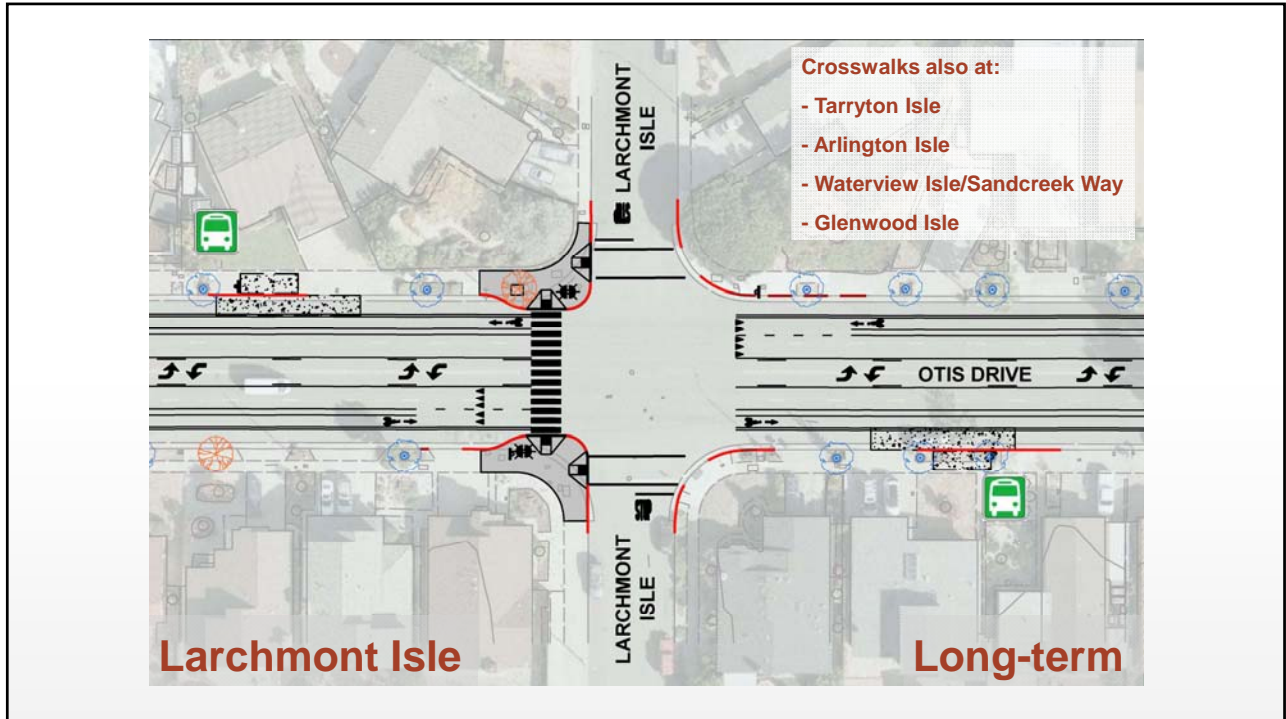 LARCHMONT
ISLE
Crosswalks also at:
- Tarryton Isle
- Arlington Isle
- Waterview Isle/Sandcreek Way
- Glenwood Isle
OTIS DRIVE
LARCHMONT
ISLE
Larchmont Isle
Long-term